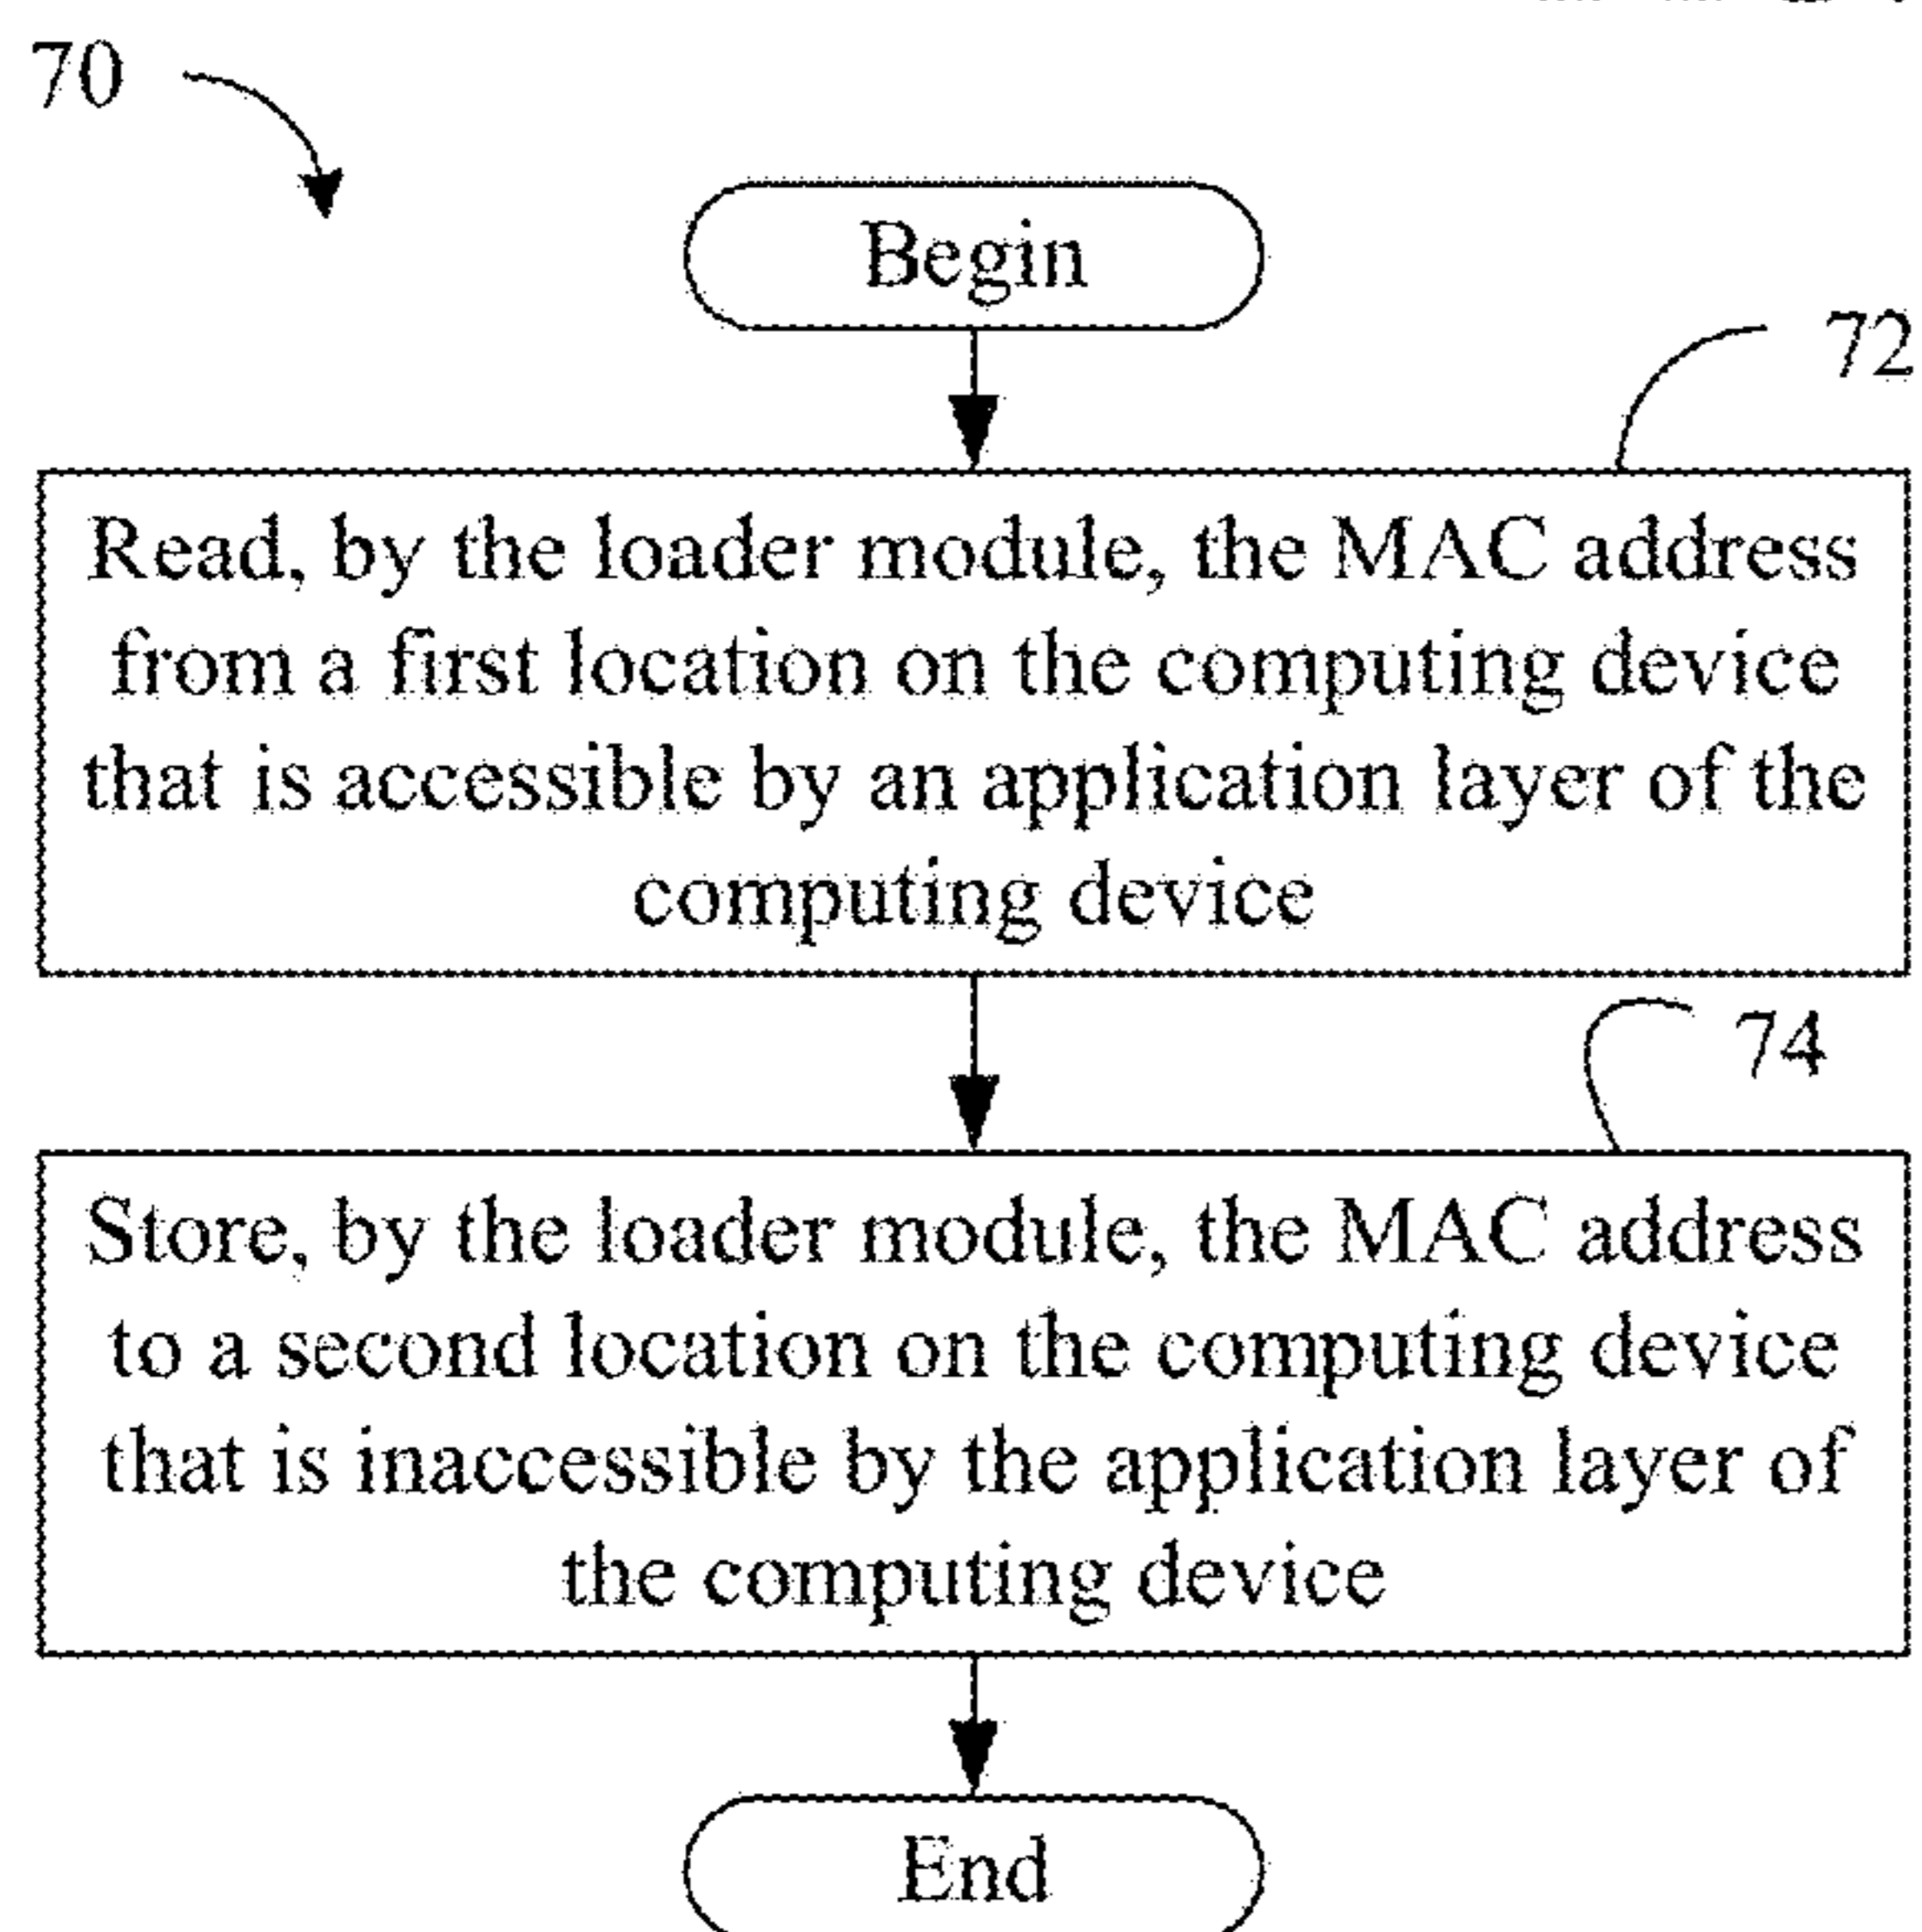 70
Begin
72
Read, by the loader module, the MAC address
from a first location on the computing device
that is accessible by an application layer of the
computing device
74
Store, by the loader module, the MAC address
to a second location on the computing device
that is inaccessible by the application layer of
the computing device
End